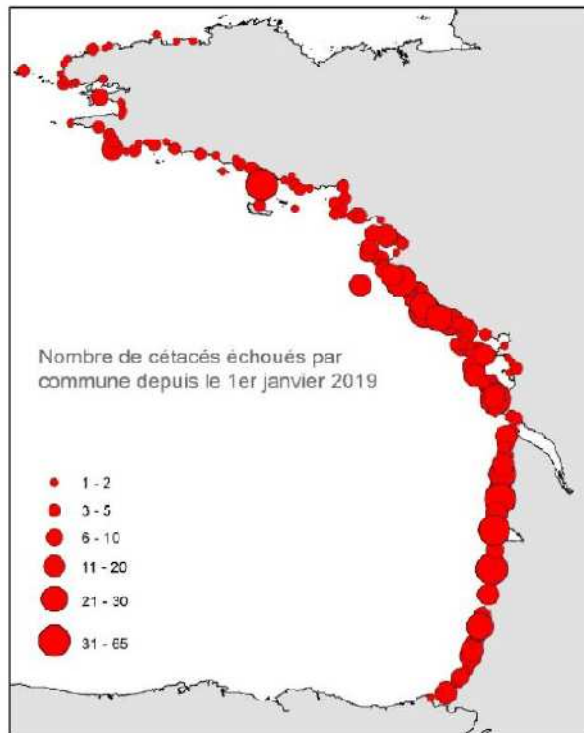 Nombre de cétacés échoués par
commune depuis le 1er janvier 2019
1 - 2
3 - 5
6 - 10
11 - 20
21 - 30
31 - 65